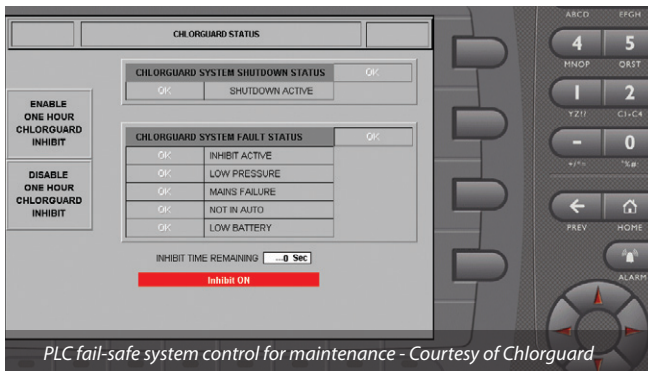 CHLORGUARD STATUS
CHLORGUARD SYSTEM SHUTDOWN STATUS OK
OK SHUTDOWN ACTIVE
ENABLE
ONE HOUR
CHLORGUARD
INHIBIT
DISABLE
ONE HOUR
CHLORGUARD
INHIBIT
CHLORGUARD SYSTEM FAULT STATUS OK
OK INHIBIT ACTIVE
OK LOW PRESSURE
OK MAINS FAILURE
OK NOT IN AUTO
OK LOW BATTERY
INHIBIT TIME REMAINING ...0 Sec
Inhibit ON
ABCD EFGH
4 5
MNOP QRST
1 2
YZ!? C1-C4
- 0
PREV HOME
ALARM
PLC fail-safe system control for maintenance - Courtesy of Chlorguard